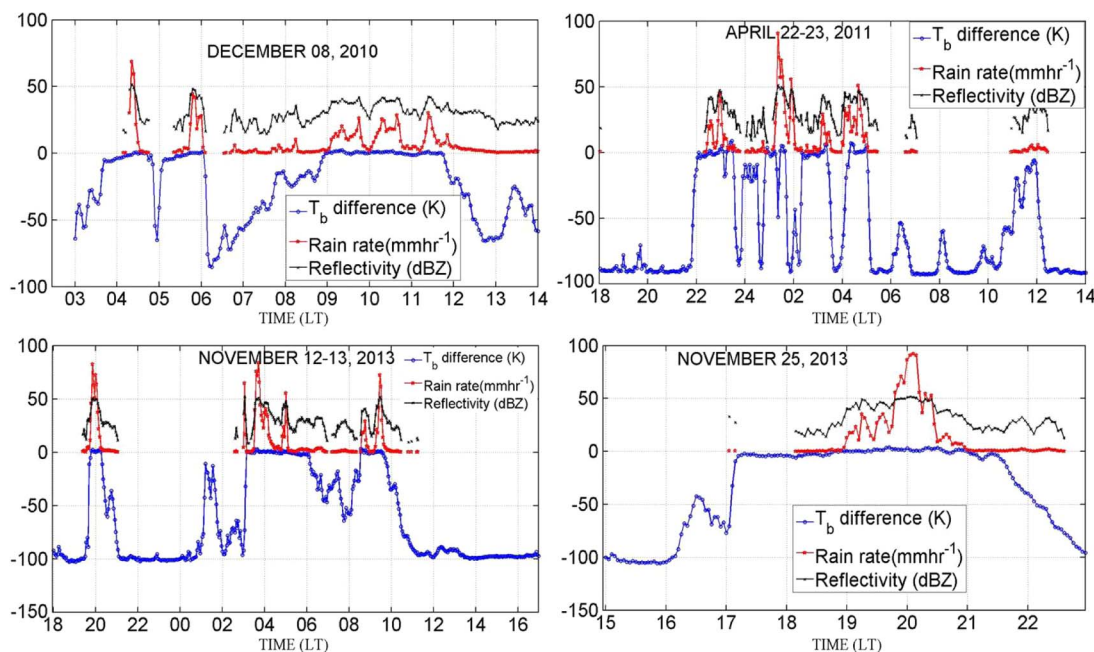 DECEMBER 08, 2010
100
50
0
-50
-100
T_b difference (K)
Rain rate(mmhr^-1)
Reflectivity (dBZ)
03 04 05 06 07 08 09 10 11 12 13 14
TIME (LT)
APRIL 22-23, 2011
100
50
0
-50
-100
T_b difference (K)
Rain rate(mmhr^-1)
Reflectivity (dBZ)
18 20 22 24 02 04 06 08 10 12 14
TIME (LT)
NOVEMBER 12-13, 2013
100
50
0
-50
-100
-150
T_b difference (K)
Rain rate(mmhr^-1)
Reflectivity (dBZ)
18 20 22 00 02 04 06 08 10 12 14 16
TIME (LT)
NOVEMBER 25, 2013
100
50
0
-50
-100
-150
T_b difference (K)
Rain rate(mmhr^-1)
Reflectivity (dBZ)
15 16 17 18 19 20 21 22
TIME (LT)